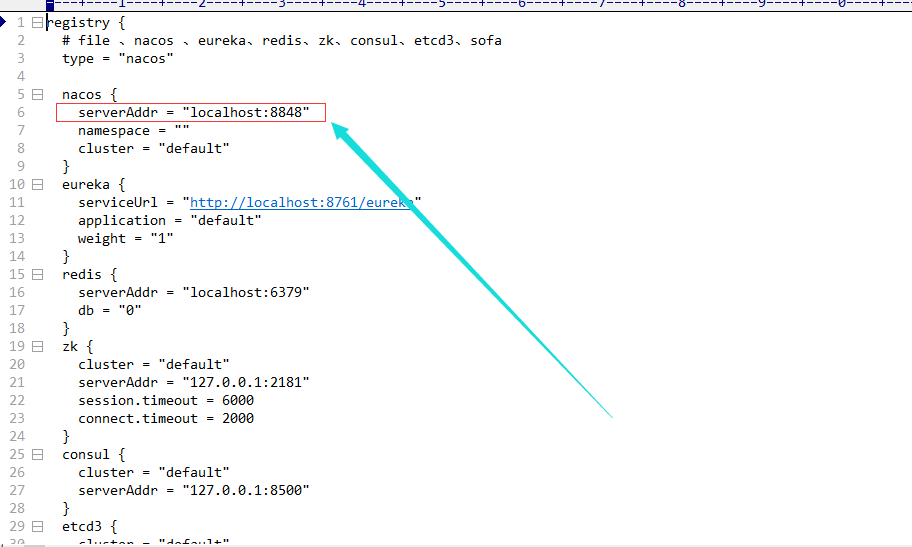 ----+----1----+----2----+----3----+----4----+----5----+----6----+----7----+----8----+----9----+----0----+----
1 registry {
2 # file 、nacos 、eureka、redis、zk、consul、etcd3、sofa
3 type = "nacos"
4
5 nacos {
6 serverAddr = "localhost:8848"
7 namespace = ""
8 cluster = "default"
9 }
10 eureka {
11 serviceUrl = "http://localhost:8761/eureka"
12 application = "default"
13 weight = "1"
14 }
15 redis {
16 serverAddr = "localhost:6379"
17 db = "0"
18 }
19 zk {
20 cluster = "default"
21 serverAddr = "127.0.0.1:2181"
22 session.timeout = 6000
23 connect.timeout = 2000
24 }
25 consul {
26 cluster = "default"
27 serverAddr = "127.0.0.1:8500"
28 }
29 etcd3 {
30 cluster = "default"